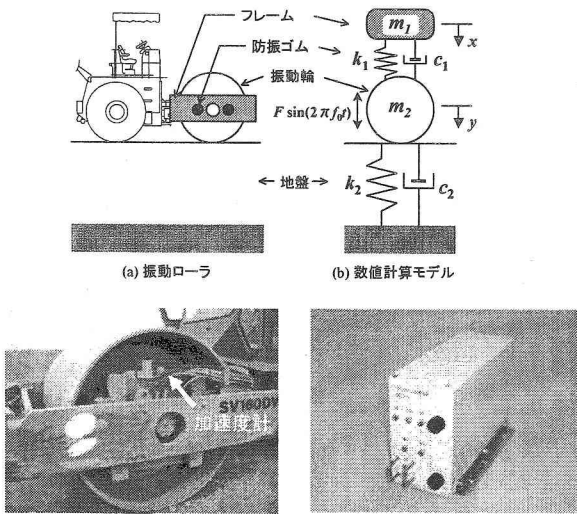 フレーム
防振ゴム
振動輪
地盤
m1
x
k1
c1
m2
F sin(2πf0t)
y
k2
c2
(a) 振動ローラ
(b) 数値計算モデル
SV160DV
加速度計